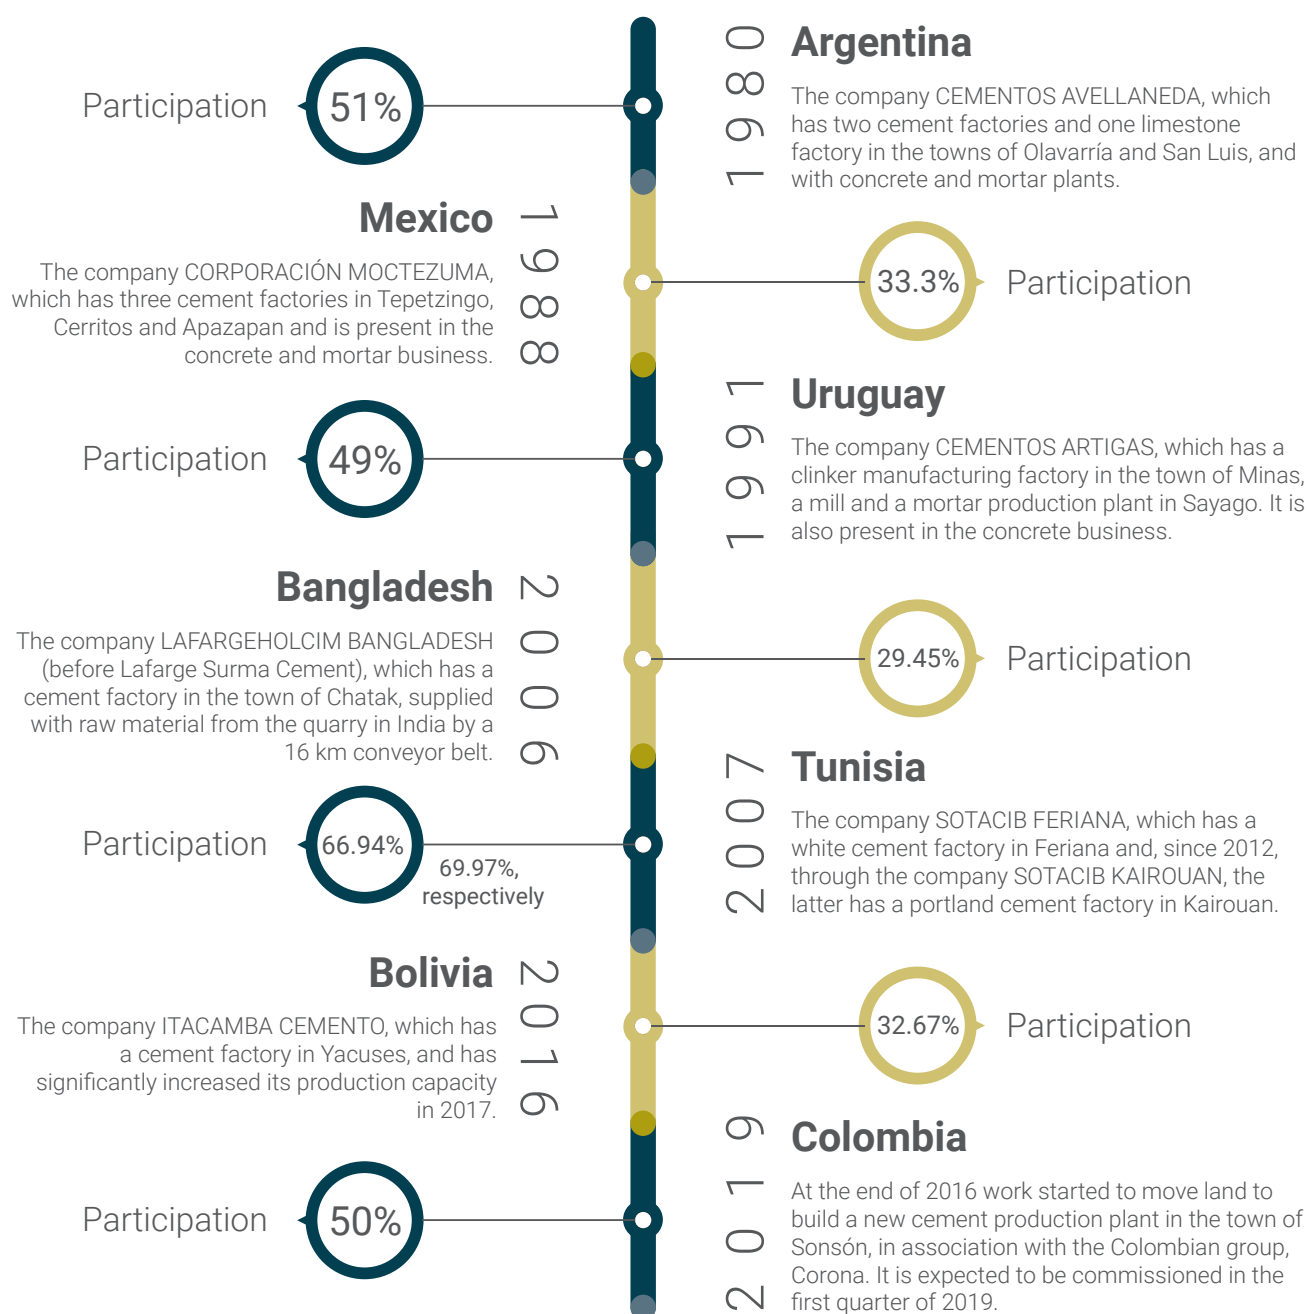 1980
Argentina
The company CEMENTOS AVELLANEDA, which
has two cement factories and one limestone
factory in the towns of Olavarría and San Luis, and
with concrete and mortar plants.
Participation
51%
1988
Mexico
The company CORPORACIÓN MOCTEZUMA,
which has three cement factories in Tepetzingo,
Cerritos and Apazapan and is present in the
concrete and mortar business.
33.3%
Participation
1991
Uruguay
The company CEMENTOS ARTIGAS, which has a
clinker manufacturing factory in the town of Minas,
a mill and a mortar production plant in Sayago. It is
also present in the concrete business.
Participation
49%
2006
Bangladesh
The company LAFARGEHOLCIM BANGLADESH
(before Lafarge Surma Cement), which has a
cement factory in the town of Chatak, supplied
with raw material from the quarry in India by a
16 km conveyor belt.
29.45%
Participation
2007
Tunisia
The company SOTACIB FERIANA, which has a
white cement factory in Feriana and, since 2012,
through the company SOTACIB KAIROUAN, the
latter has a portland cement factory in Kairouan.
Participation
66.94%
69.97%,
respectively
2016
Bolivia
The company ITACAMBA CEMENTO, which has
a cement factory in Yacuses, and has
significantly increased its production capacity
in 2017.
32.67%
Participation
2019
Colombia
At the end of 2016 work started to move land to
build a new cement production plant in the town of
Sonsón, in association with the Colombian group,
Corona. It is expected to be commissioned in the
first quarter of 2019.
Participation
50%